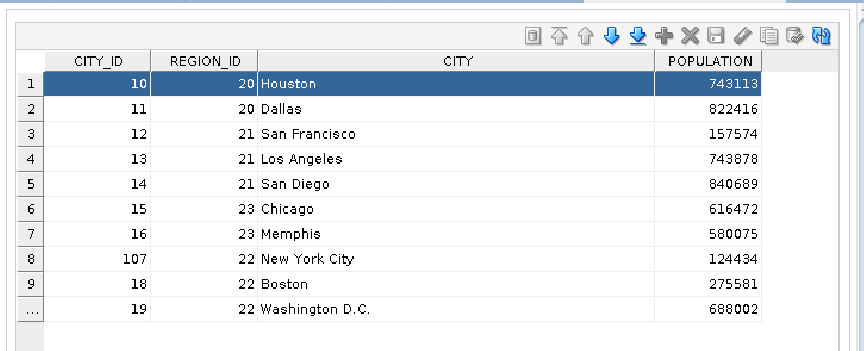 CITY_ID REGION_ID CITY POPULATION
1 10 20 Houston 743113
2 11 20 Dallas 822416
3 12 21 San Francisco 157574
4 13 21 Los Angeles 743878
5 14 21 San Diego 840689
6 15 23 Chicago 616472
7 16 23 Memphis 580075
8 107 22 New York City 124434
9 18 22 Boston 275581
... 19 22 Washington D.C. 688002